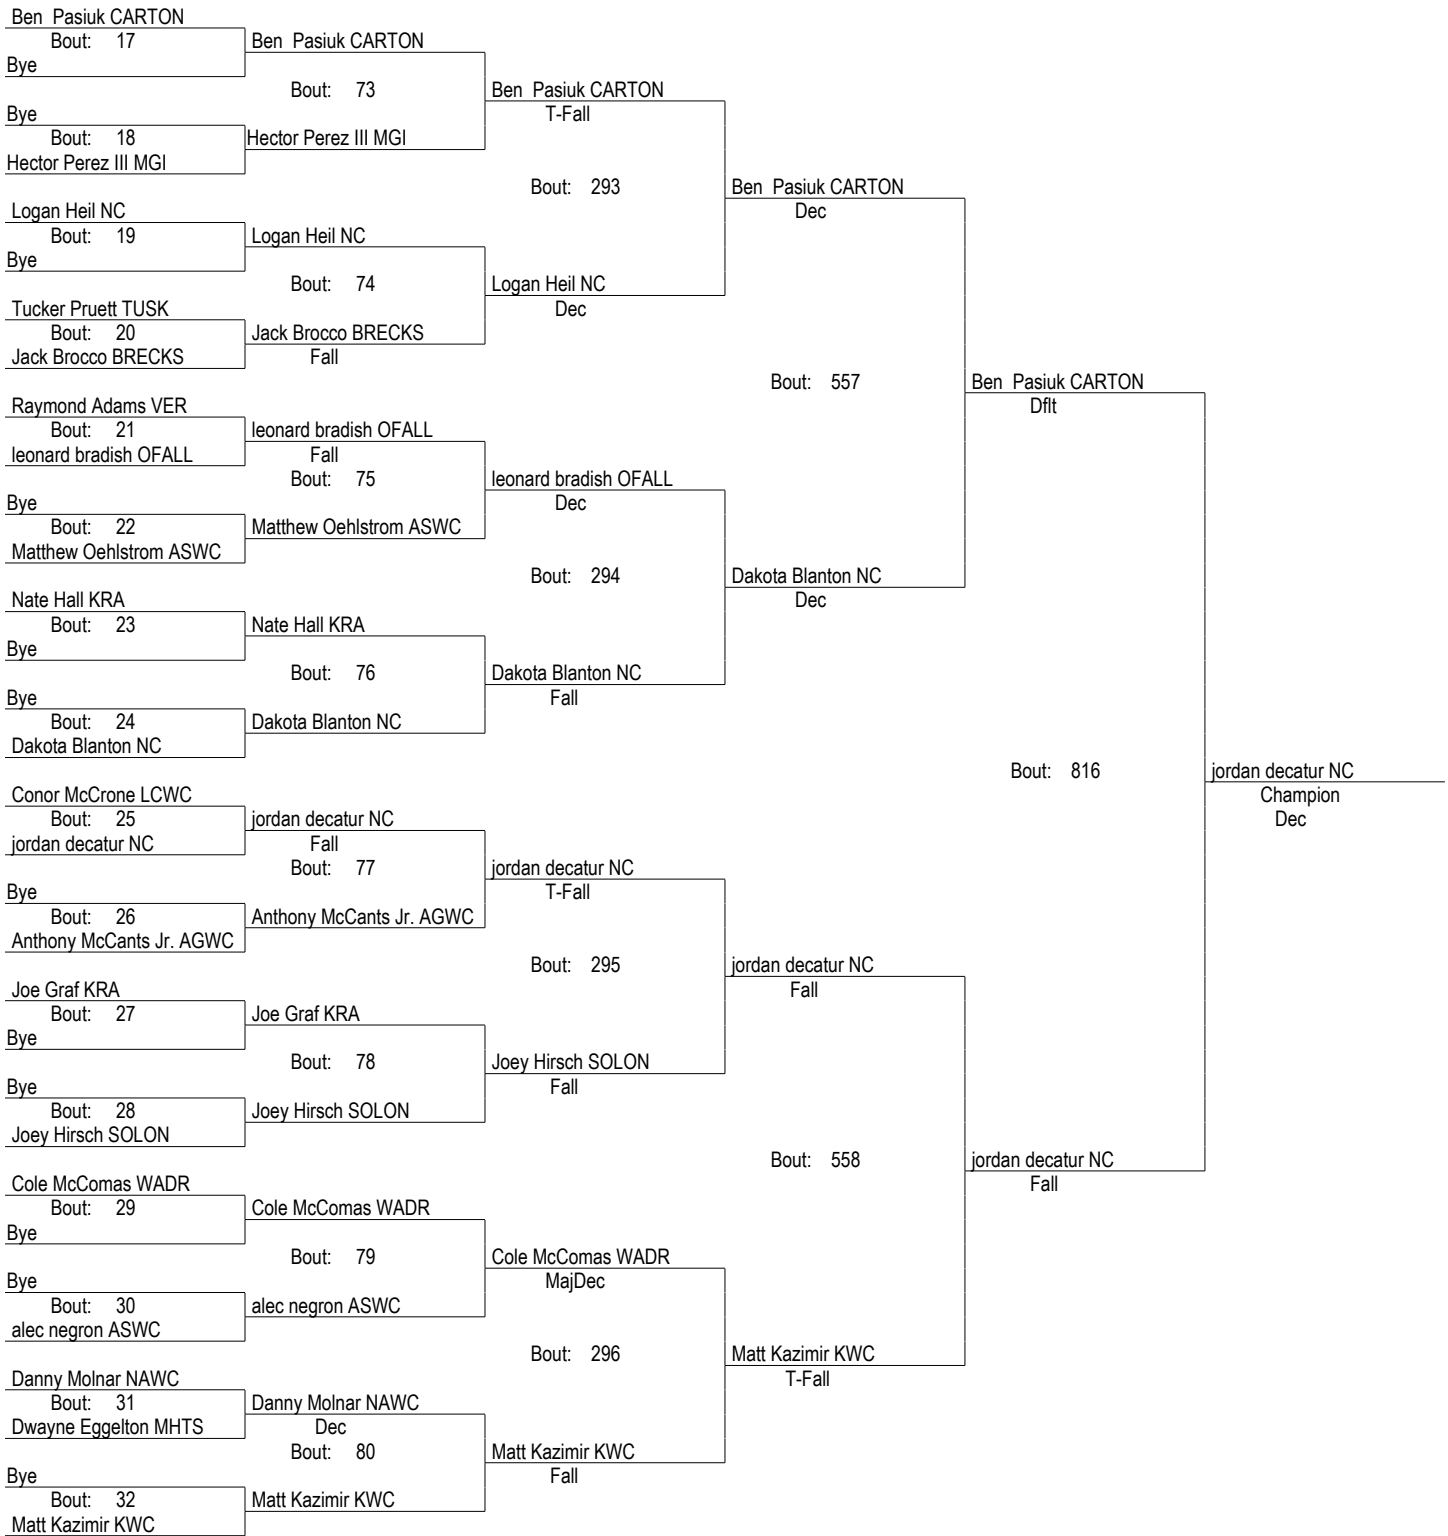 Ben  Pasiuk CARTON
Bout: 17
Ben  Pasiuk CARTON
Bye
Bout: 73
Ben  Pasiuk CARTON
Bye
T-Fall
Bout: 18
Hector Perez III MGI
Hector Perez III MGI
Bout: 293
Ben  Pasiuk CARTON
Logan Heil NC
Dec
Bout: 19
Logan Heil NC
Bye
Bout: 74
Logan Heil NC
Tucker Pruett TUSK
Dec
Bout: 20
Jack Brocco BRECKS
Jack Brocco BRECKS
Fall
Bout: 557
Ben  Pasiuk CARTON
Raymond Adams VER
Dflt
Bout: 21
leonard bradish OFALL
leonard bradish OFALL
Fall
Bout: 75
leonard bradish OFALL
Bye
Dec
Bout: 22
Matthew Oehlstrom ASWC
Matthew Oehlstrom ASWC
Bout: 294
Dakota Blanton NC
Nate Hall KRA
Dec
Bout: 23
Nate Hall KRA
Bye
Bout: 76
Dakota Blanton NC
Bye
Fall
Bout: 24
Dakota Blanton NC
Dakota Blanton NC
Bout: 816
jordan decatur NC
Conor McCrone LCWC
Champion
Bout: 25
jordan decatur NC
Dec
jordan decatur NC
Fall
Bout: 77
jordan decatur NC
Bye
T-Fall
Bout: 26
Anthony McCants Jr. AGWC
Anthony McCants Jr. AGWC
Bout: 295
jordan decatur NC
Joe Graf KRA
Fall
Bout: 27
Joe Graf KRA
Bye
Bout: 78
Joey Hirsch SOLON
Bye
Fall
Bout: 28
Joey Hirsch SOLON
Joey Hirsch SOLON
Bout: 558
jordan decatur NC
Cole McComas WADR
Fall
Bout: 29
Cole McComas WADR
Bye
Bout: 79
Cole McComas WADR
Bye
MajDec
Bout: 30
alec negron ASWC
alec negron ASWC
Bout: 296
Matt Kazimir KWC
Danny Molnar NAWC
T-Fall
Bout: 31
Danny Molnar NAWC
Dwayne Eggelton MHTS
Dec
Bout: 80
Matt Kazimir KWC
Bye
Fall
Bout: 32
Matt Kazimir KWC
Matt Kazimir KWC